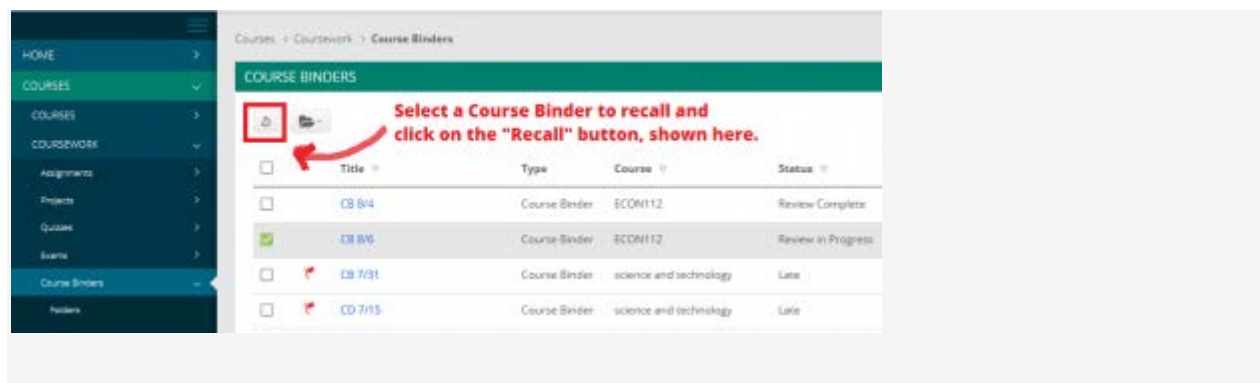 Courses > Coursework > Course Binders
HOME
COURSES
COURSES
COURSEWORK
Assignments
Projects
Quizzes
Exams
Course Binders
Folders
COURSE BINDERS
Select a Course Binder to recall and
click on the "Recall" button, shown here.
Title Type Course Status
CB 8/4 Course Binder ECON112 Review Complete
CB 8/6 Course Binder ECON112 Review in Progress
CB 7/31 Course Binder science and technology Late
CD 7/15 Course Binder science and technology Late